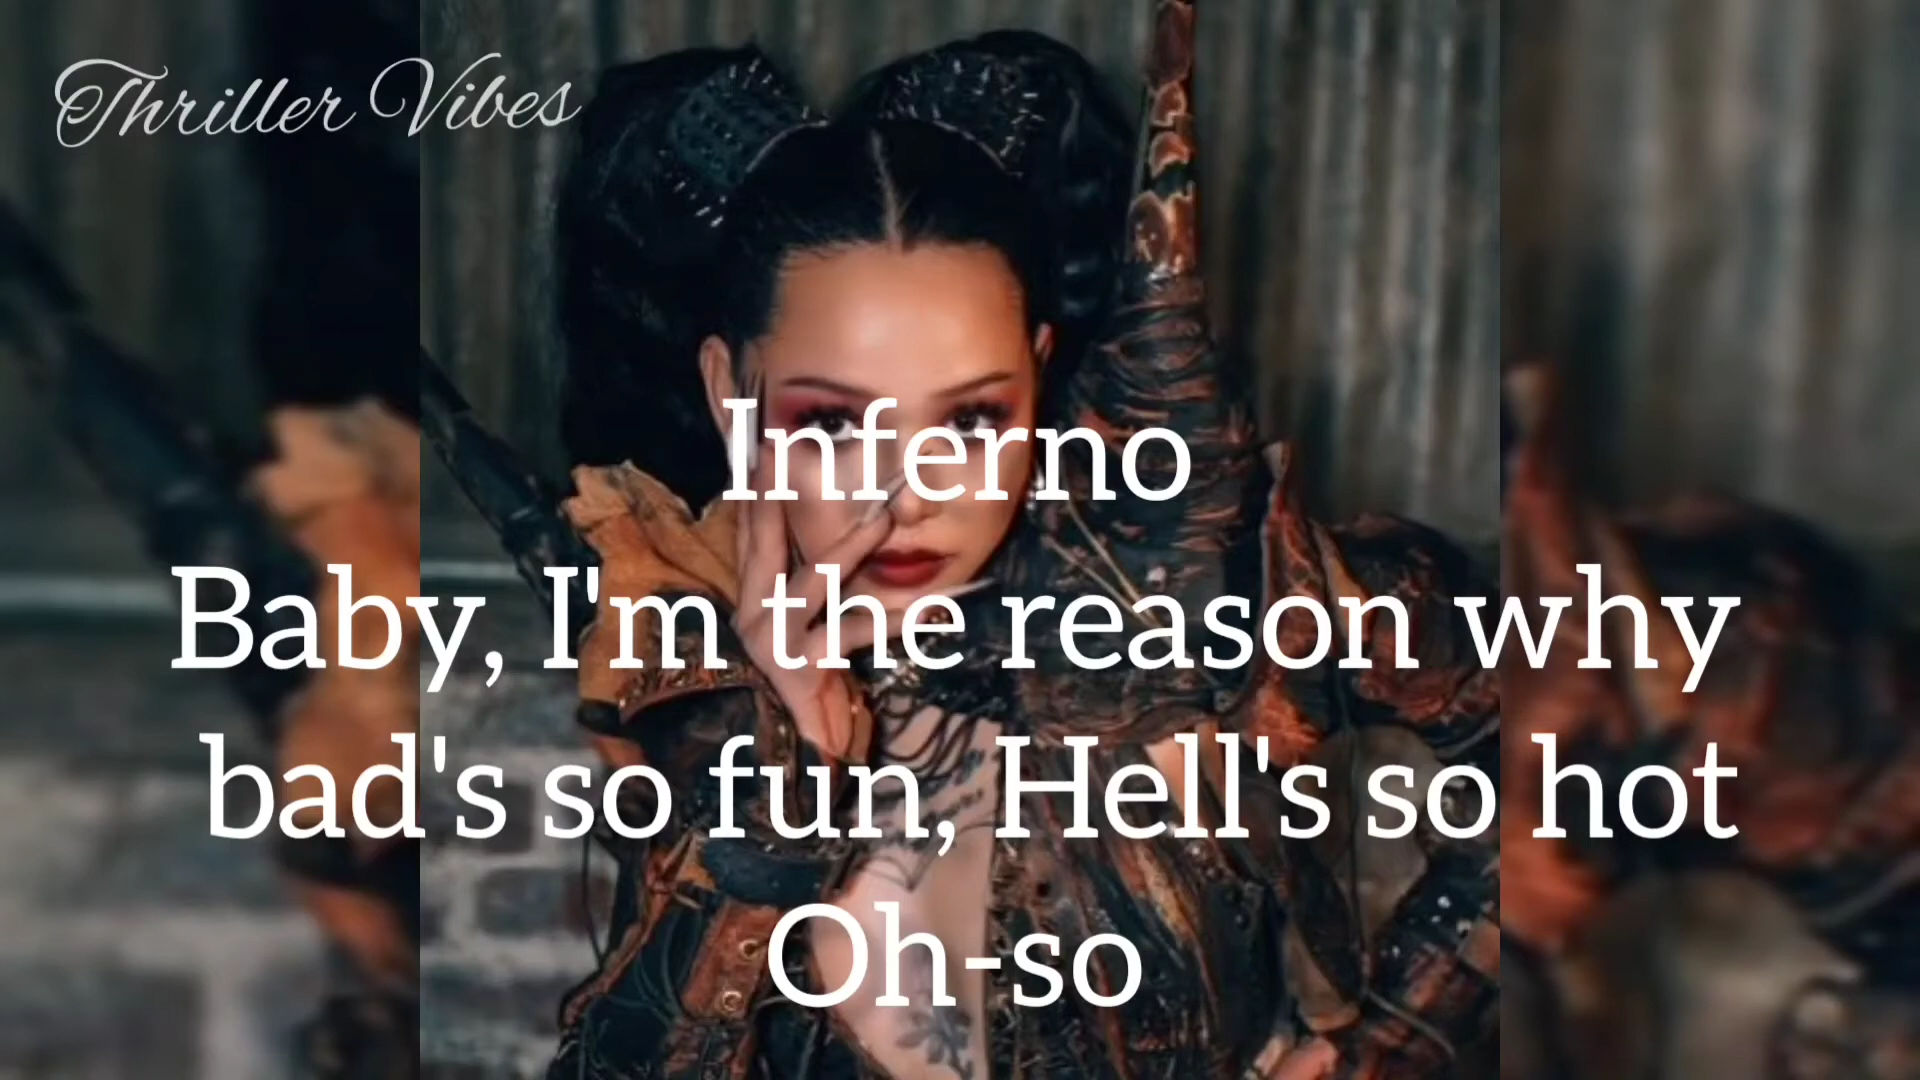 Thriller Vibes
Inferno
Baby, I'm the reason why
bad's so fun, Hell's so hot
Oh-so